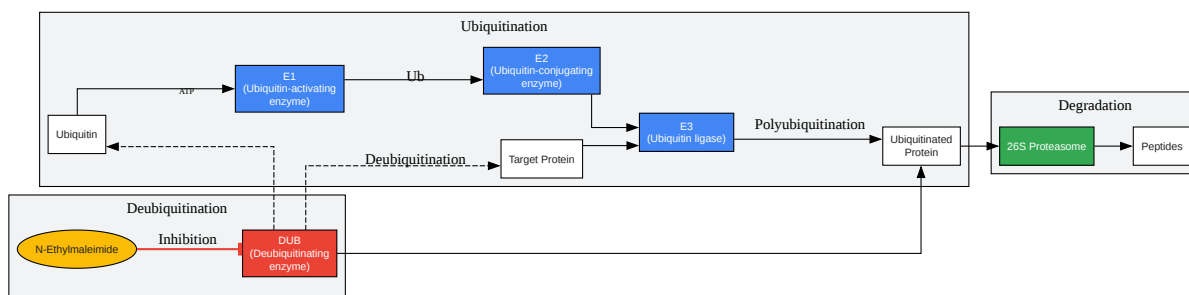 Ubiquitination
E1
(Ubiquitin-activating
enzyme)
E2
(Ubiquitin-conjugating
enzyme)
Ub
ATP
Ubiquitin
E3
(Ubiquitin ligase)
Polyubiquitination
Ubiquitinated
Protein
Deubiquitination
Target Protein
Degradation
26S Proteasome
Peptides
Deubiquitination
N-Ethylmaleimide
Inhibition
DUB
(Deubiquitinating
enzyme)